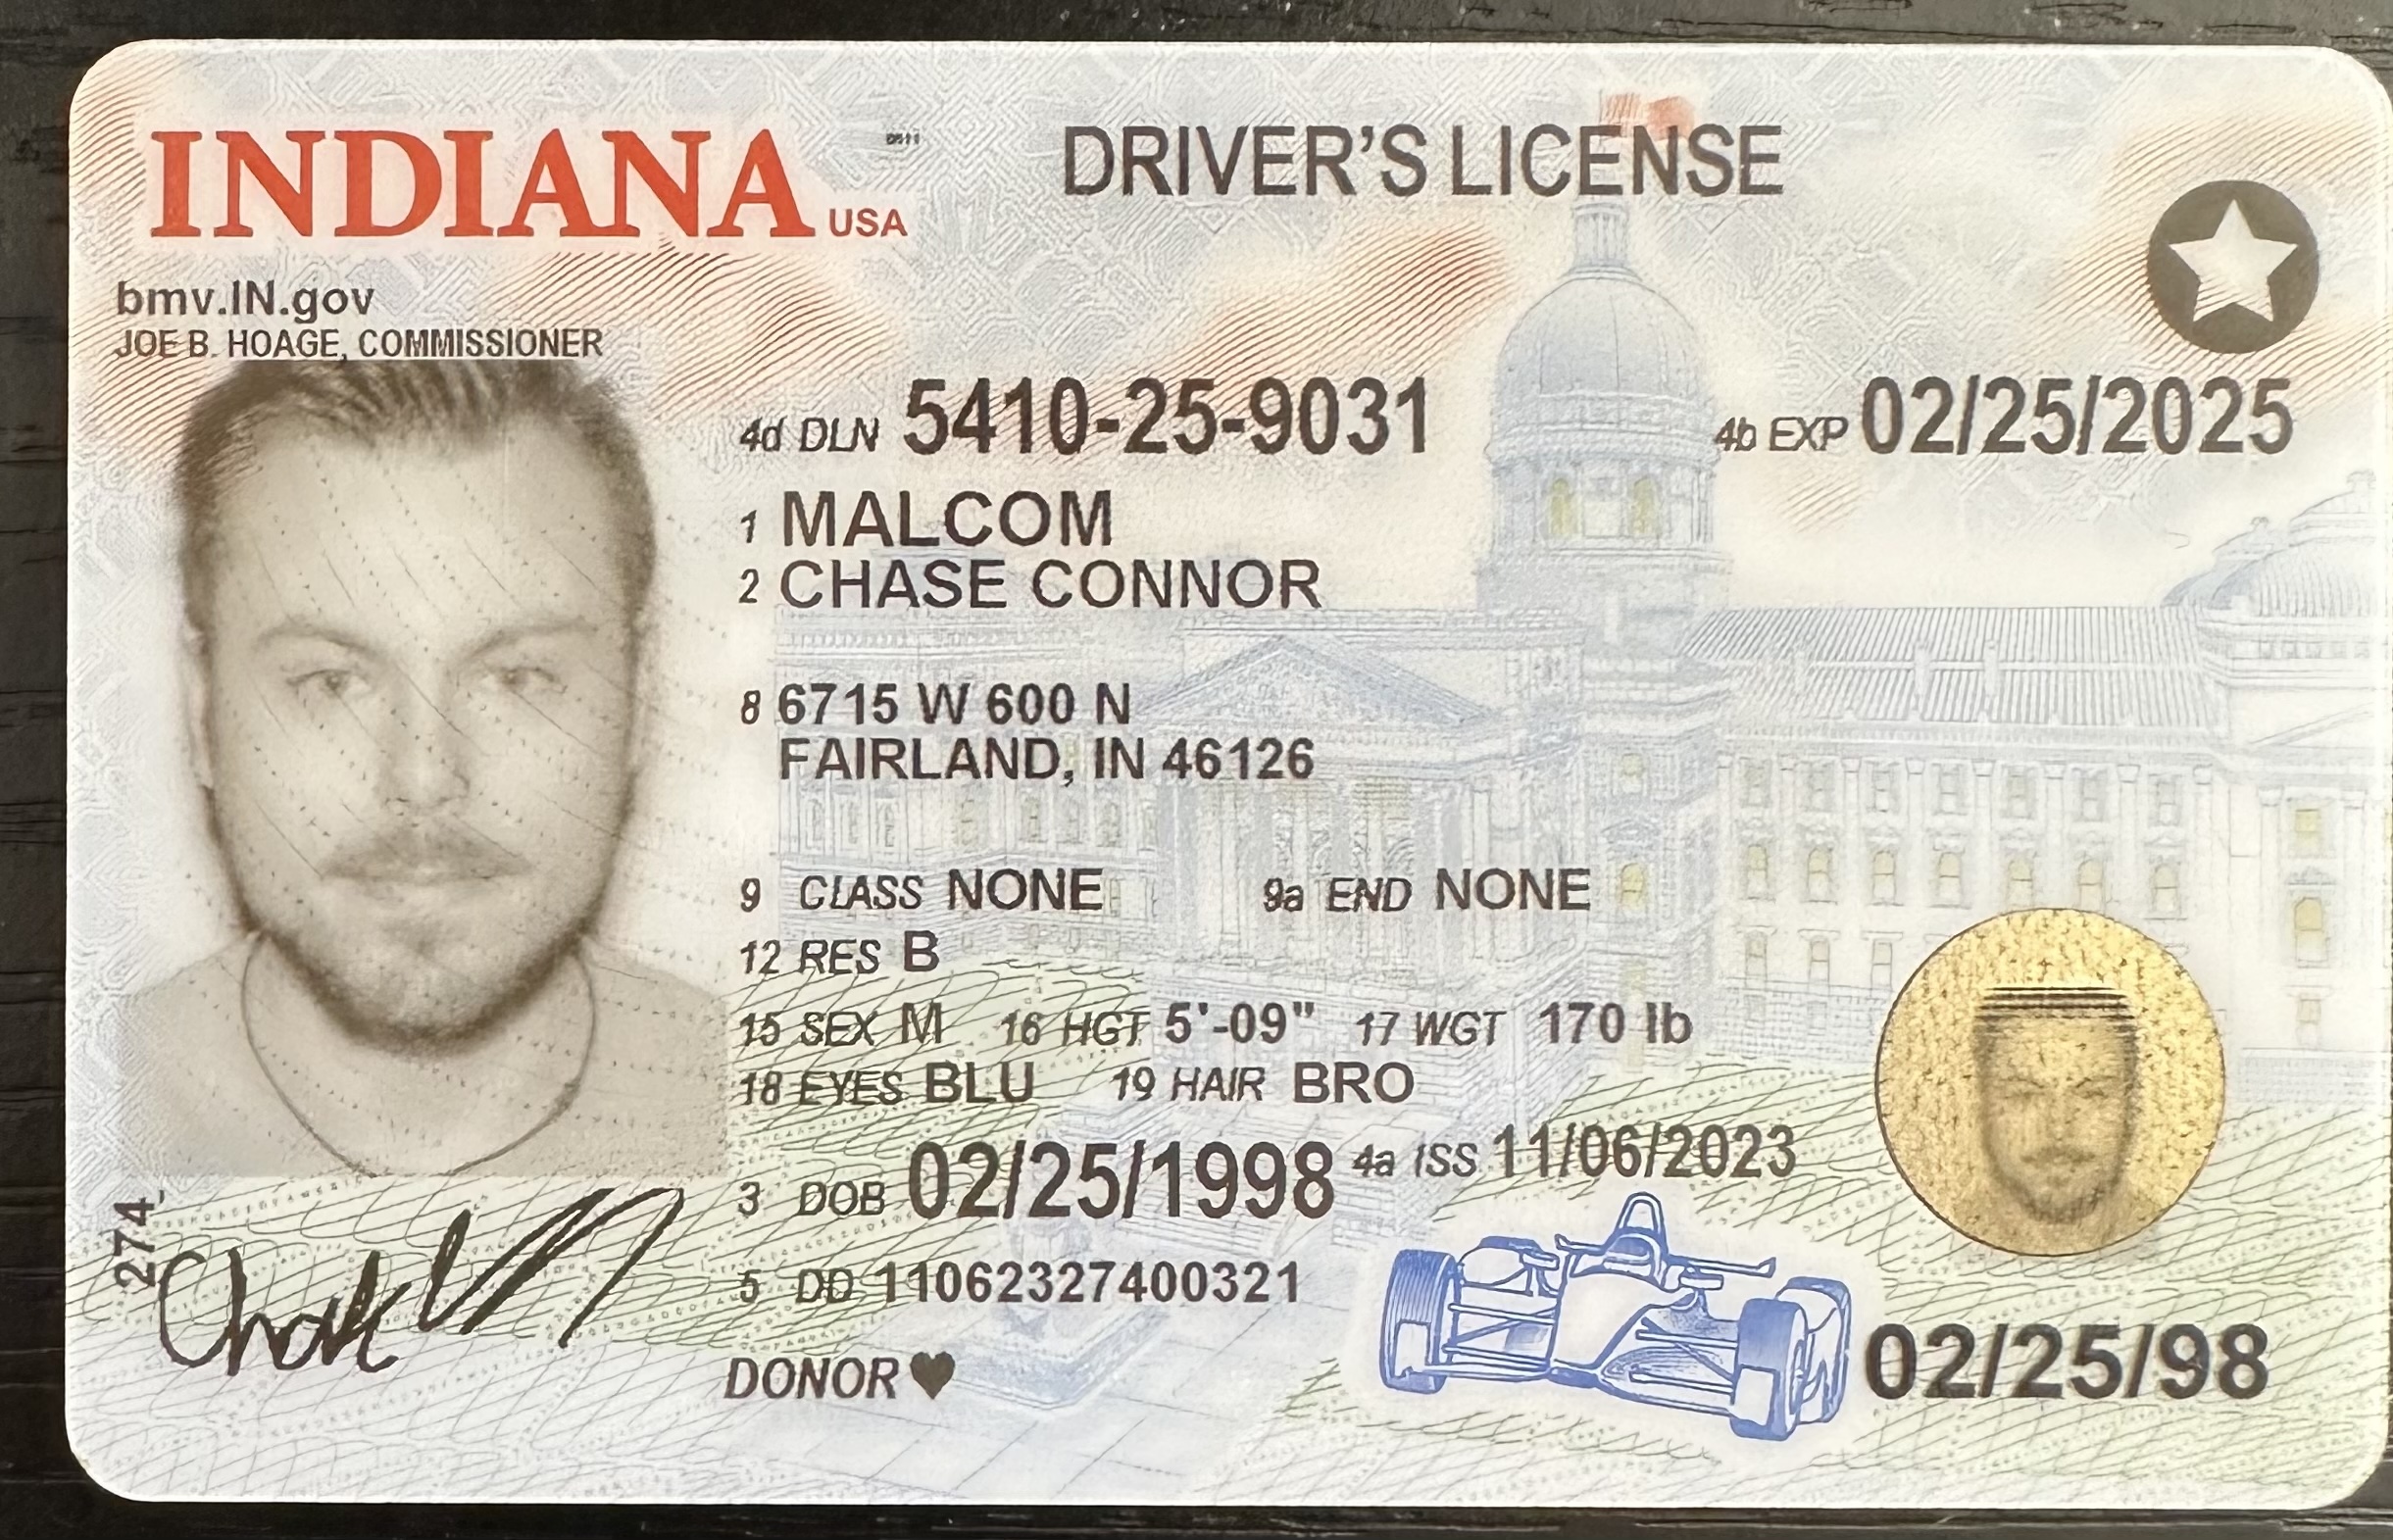 INDIANA USA
DRIVER'S LICENSE
bmv.IN.gov
JOE B. HOAGE, COMMISSIONER
4d DLN 5410-25-9031 4b EXP 02/25/2025
1 MALCOM
2 CHASE CONNOR
8 6715 W 600 N
FAIRLAND, IN 46126
9 CLASS NONE 9a END NONE
12 RES B
15 SEX M 16 HGT 5'-09" 17 WGT 170 lb
18 EYES BLU 19 HAIR BRO
3 DOB 02/25/1998 4a ISS 11/06/2023
5 DD 11062327400321
DONOR ♥
274
02/25/98